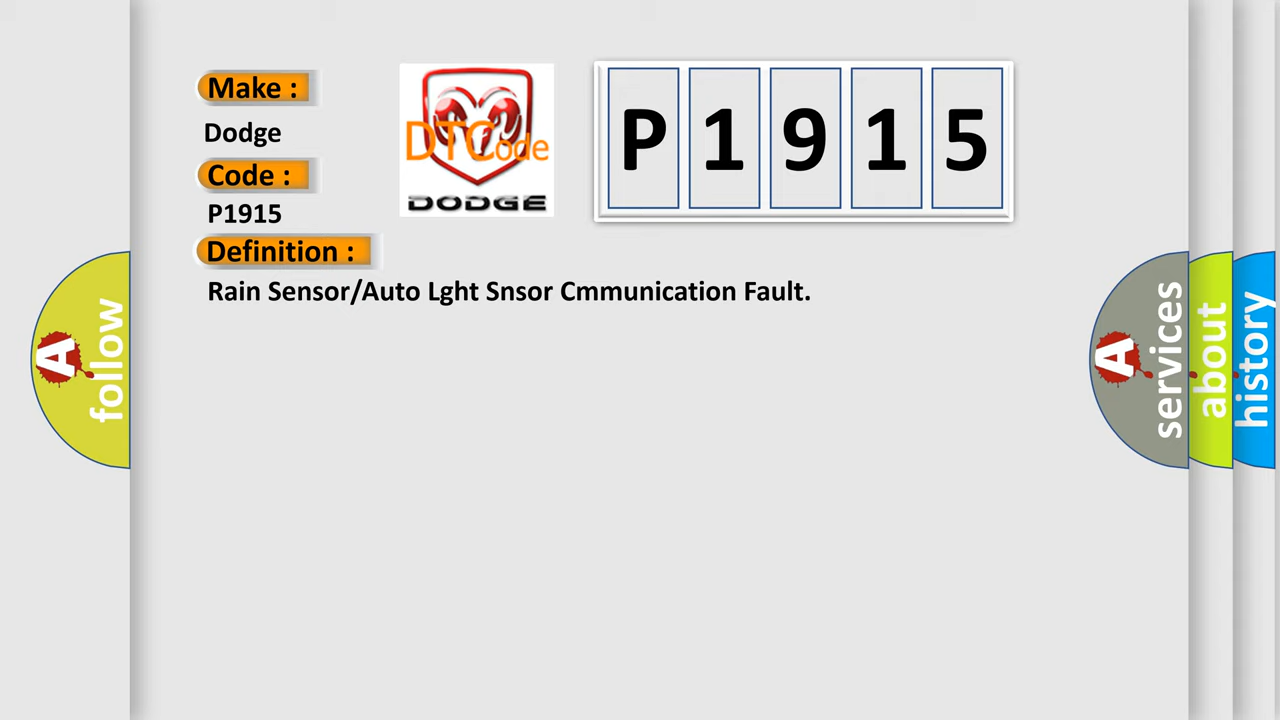 Make :
Dodge
Code :
P1915
Definition :
Rain Sensor/Auto Lght Snsor Cmmunication Fault.
DTCode
DODGE
P 1 9 1 5
A follow
A services
about
history